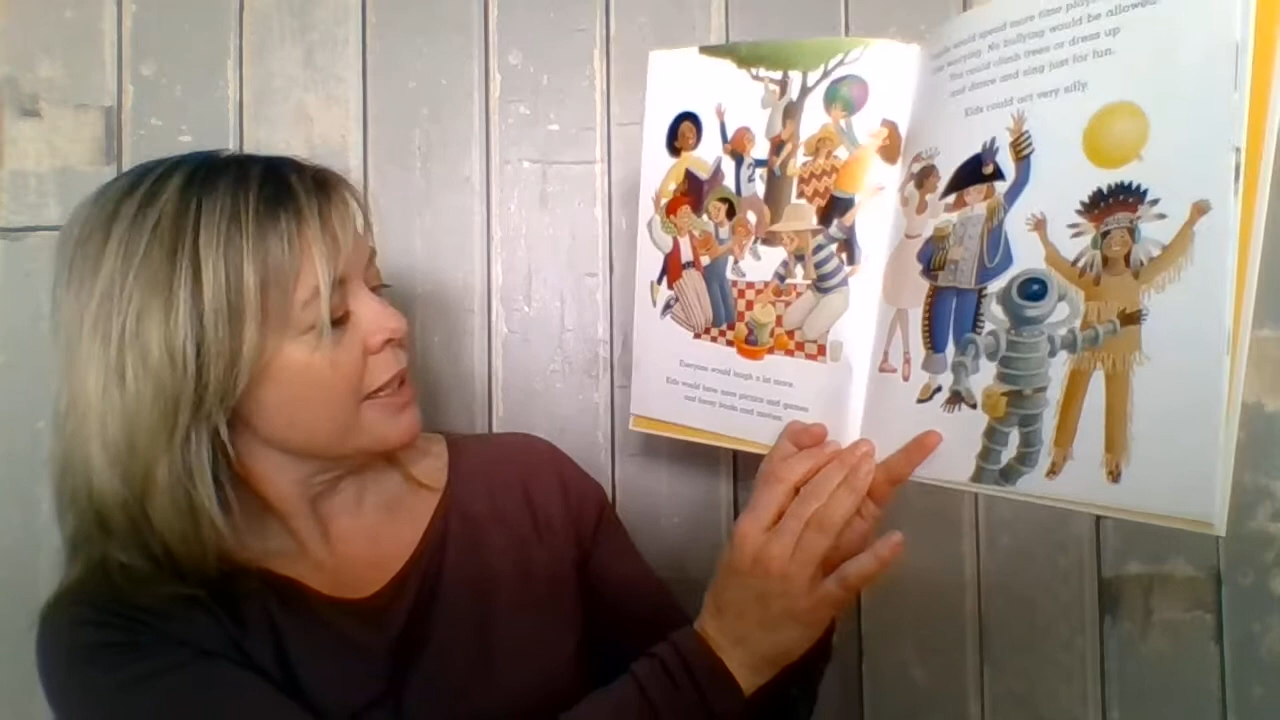 Everyone would laugh a lot more.
Kids would have more picnics and games
and funny books and movies.
would spend more time play
worrying. No bullying would be allowed
You could climb trees or dress up
and dance and sing just for fun.
Kids could act very silly.